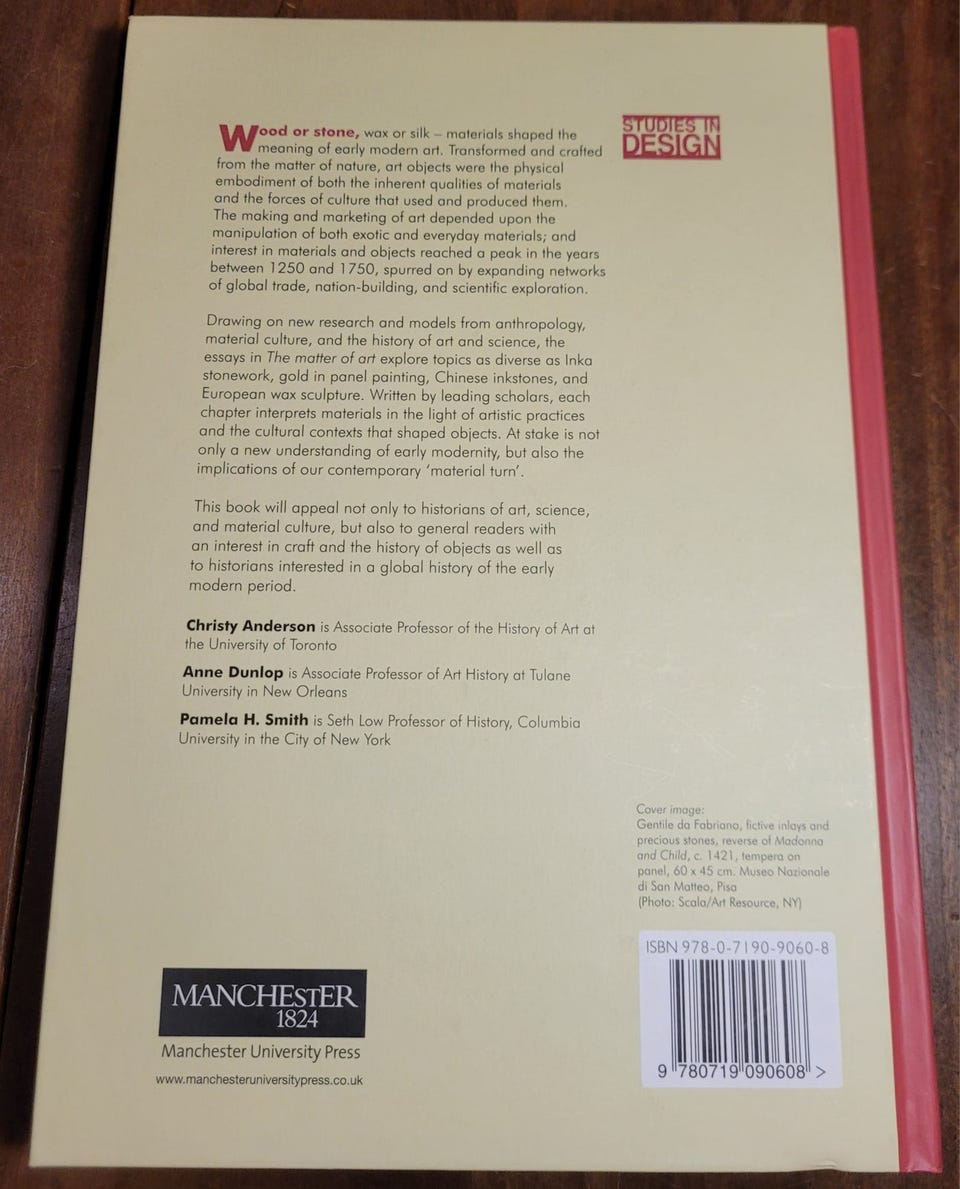 Wood or stone, wax or silk – materials shaped the
meaning of early modern art. Transformed and crafted
from the matter of nature, art objects were the physical
embodiment of both the inherent qualities of materials
and the forces of culture that used and produced them.
The making and marketing of art depended upon the
manipulation of both exotic and everyday materials; and
interest in materials and objects reached a peak in the years
between 1250 and 1750, spurred on by expanding networks
of global trade, nation-building, and scientific exploration.
Drawing on new research and models from anthropology,
material culture, and the history of art and science, the
essays in The matter of art explore topics as diverse as Inka
stonework, gold in panel painting, Chinese inkstones, and
European wax sculpture. Written by leading scholars, each
chapter interprets materials in the light of artistic practices
and the cultural contexts that shaped objects. At stake is not
only a new understanding of early modernity, but also the
implications of our contemporary ‘material turn’.
This book will appeal not only to historians of art, science,
and material culture, but also to general readers with
an interest in craft and the history of objects as well as
to historians interested in a global history of the early
modern period.
Christy Anderson is Associate Professor of the History of Art at
the University of Toronto
Anne Dunlop is Associate Professor of Art History at Tulane
University in New Orleans
Pamela H. Smith is Seth Low Professor of History, Columbia
University in the City of New York
STUDIES IN
DESIGN
Cover image:
Gentile da Fabriano, fictive inlays and
precious stones, reverse of Madonna
and Child, c. 1421, tempera on
panel, 60 x 45 cm. Museo Nazionale
di San Matteo, Pisa
(Photo: Scala/Art Resource, NY)
ISBN 978-0-7190-9060-8
9 780719 090608 >
MANCHESTER
1824
Manchester University Press
www.manchesteruniversitypress.co.uk